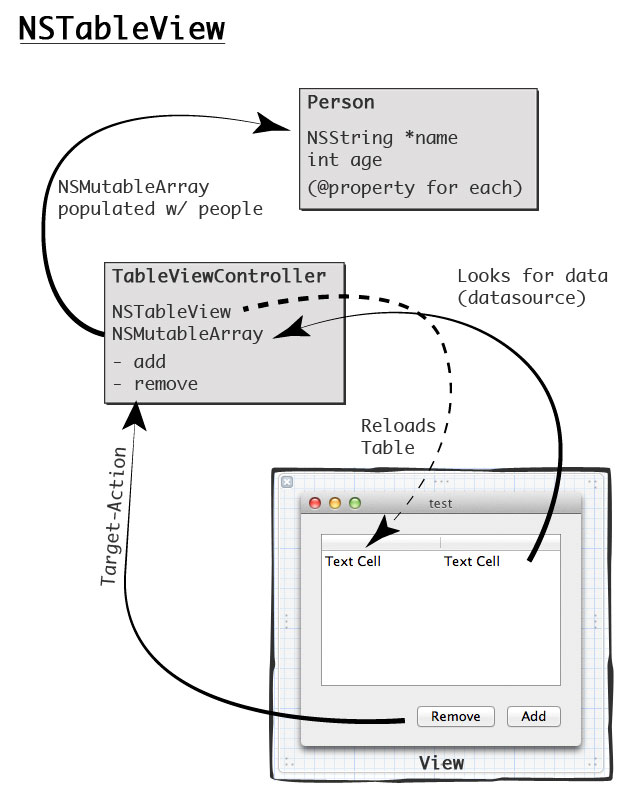 NSTableView
Person
NSString *name
int age
(@property for each)
NSMutableArray
populated w/ people
TableViewController
NSTableView
NSMutableArray
- add
- remove
Looks for data
(datasource)
Reloads
Table
Target-Action
test
Text Cell
Text Cell
Remove
Add
View